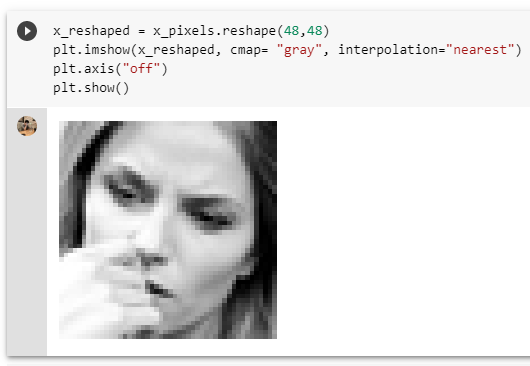 x_reshaped = x_pixels.reshape(48,48)
plt.imshow(x_reshaped, cmap= "gray", interpolation="nearest")
plt.axis("off")
plt.show()